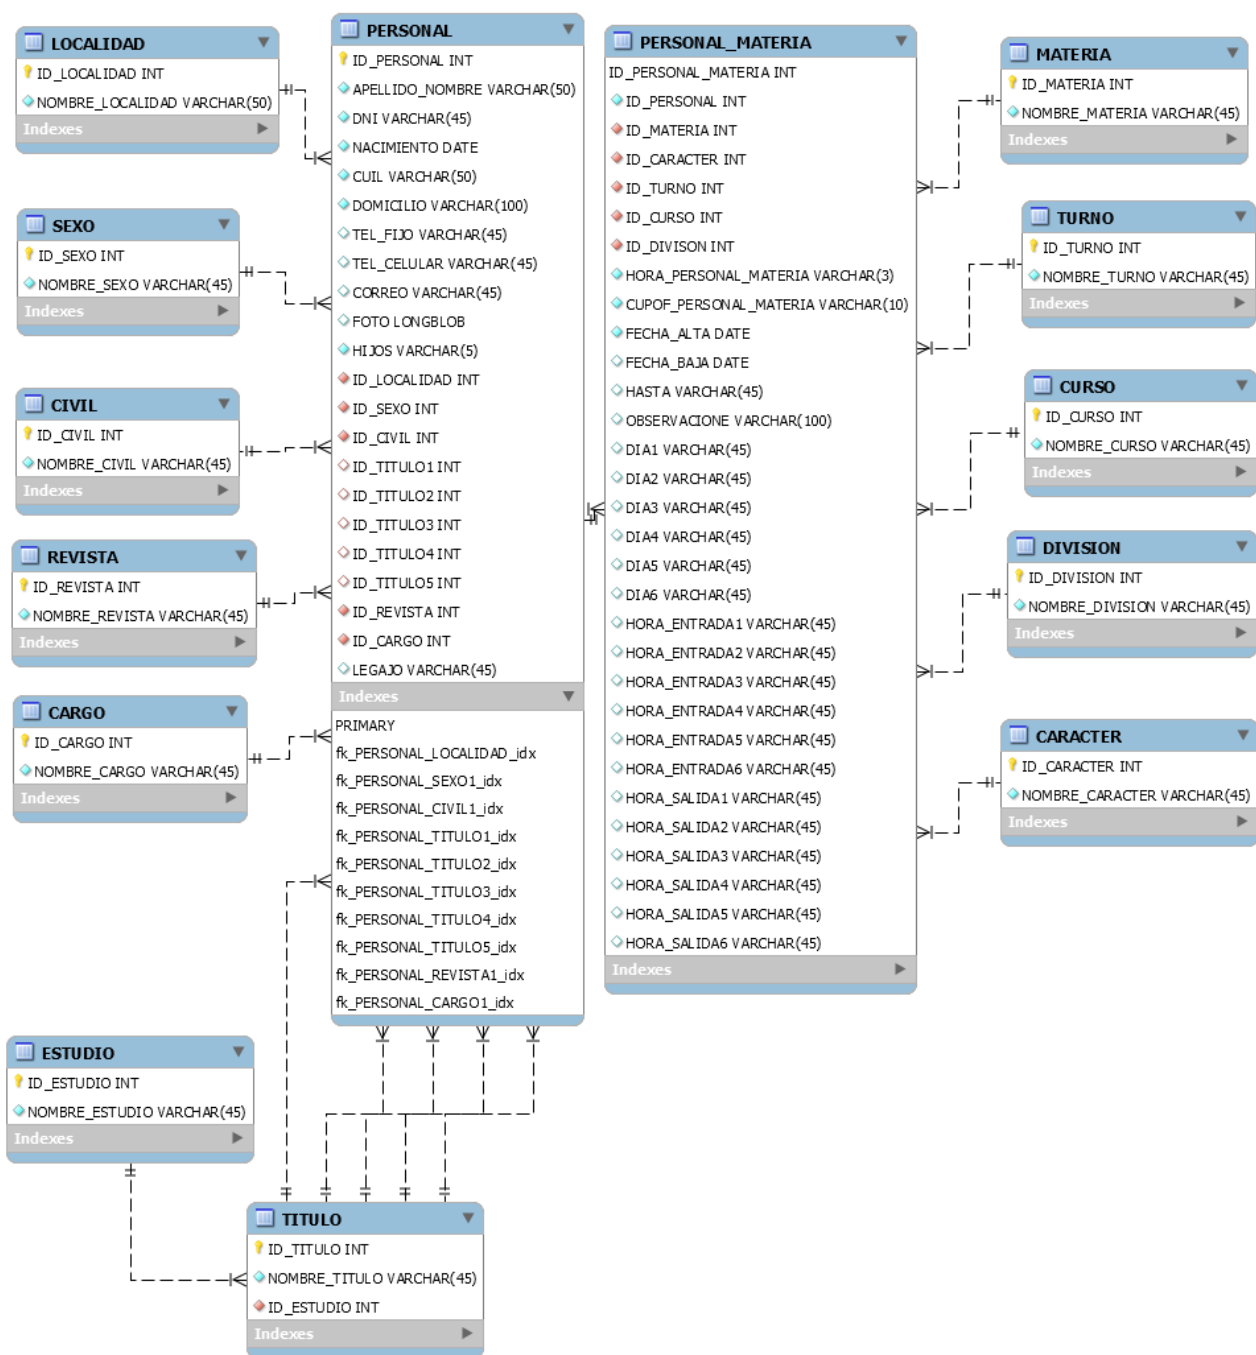 LOCALIDAD
ID_LOCALIDAD INT
NOMBRE_LOCALIDAD VARCHAR(50)
Indexes
SEXO
ID_SEXO INT
NOMBRE_SEXO VARCHAR(45)
Indexes
CIVIL
ID_CIVIL INT
NOMBRE_CIVIL VARCHAR(45)
Indexes
REVISTA
ID_REVISTA INT
NOMBRE_REVISTA VARCHAR(45)
Indexes
CARGO
ID_CARGO INT
NOMBRE_CARGO VARCHAR(45)
Indexes
ESTUDIO
ID_ESTUDIO INT
NOMBRE_ESTUDIO VARCHAR(45)
Indexes
PERSONAL
ID_PERSONAL INT
APELLIDO_NOMBRE VARCHAR(50)
DNI VARCHAR(45)
NACIMIENTO DATE
CUIL VARCHAR(50)
DOMICILIO VARCHAR(100)
TEL_FIJO VARCHAR(45)
TEL_CELULAR VARCHAR(45)
CORREO VARCHAR(45)
FOTO LONGBLOB
HIJOS VARCHAR(5)
ID_LOCALIDAD INT
ID_SEXO INT
ID_CIVIL INT
ID_TITULO1 INT
ID_TITULO2 INT
ID_TITULO3 INT
ID_TITULO4 INT
ID_TITULO5 INT
ID_REVISTA INT
ID_CARGO INT
LEGAJO VARCHAR(45)
Indexes
PRIMARY
fk_PERSONAL_LOCALIDAD_idx
fk_PERSONAL_SEXO1_idx
fk_PERSONAL_CIVIL1_idx
fk_PERSONAL_TITULO1_idx
fk_PERSONAL_TITULO2_idx
fk_PERSONAL_TITULO3_idx
fk_PERSONAL_TITULO4_idx
fk_PERSONAL_TITULO5_idx
fk_PERSONAL_REVISTA1_idx
fk_PERSONAL_CARGO1_idx
TITULO
ID_TITULO INT
NOMBRE_TITULO VARCHAR(45)
ID_ESTUDIO INT
Indexes
PERSONAL_MATERIA
ID_PERSONAL_MATERIA INT
ID_PERSONAL INT
ID_MATERIA INT
ID_CARACTER INT
ID_TURNO INT
ID_CURSO INT
ID_DIVISON INT
HORA_PERSONAL_MATERIA VARCHAR(3)
CUPOF_PERSONAL_MATERIA VARCHAR(10)
FECHA_ALTA DATE
FECHA_BAJA DATE
HASTA VARCHAR(45)
OBSERVACIONE VARCHAR(100)
DIA1 VARCHAR(45)
DIA2 VARCHAR(45)
DIA3 VARCHAR(45)
DIA4 VARCHAR(45)
DIA5 VARCHAR(45)
DIA6 VARCHAR(45)
HORA_ENTRADA1 VARCHAR(45)
HORA_ENTRADA2 VARCHAR(45)
HORA_ENTRADA3 VARCHAR(45)
HORA_ENTRADA4 VARCHAR(45)
HORA_ENTRADA5 VARCHAR(45)
HORA_ENTRADA6 VARCHAR(45)
HORA_SALIDA1 VARCHAR(45)
HORA_SALIDA2 VARCHAR(45)
HORA_SALIDA3 VARCHAR(45)
HORA_SALIDA4 VARCHAR(45)
HORA_SALIDA5 VARCHAR(45)
HORA_SALIDA6 VARCHAR(45)
Indexes
MATERIA
ID_MATERIA INT
NOMBRE_MATERIA VARCHAR(45)
Indexes
TURNO
ID_TURNO INT
NOMBRE_TURNO VARCHAR(45)
Indexes
CURSO
ID_CURSO INT
NOMBRE_CURSO VARCHAR(45)
Indexes
DIVISION
ID_DIVISION INT
NOMBRE_DIVISION VARCHAR(45)
Indexes
CARACTER
ID_CARACTER INT
NOMBRE_CARACTER VARCHAR(45)
Indexes